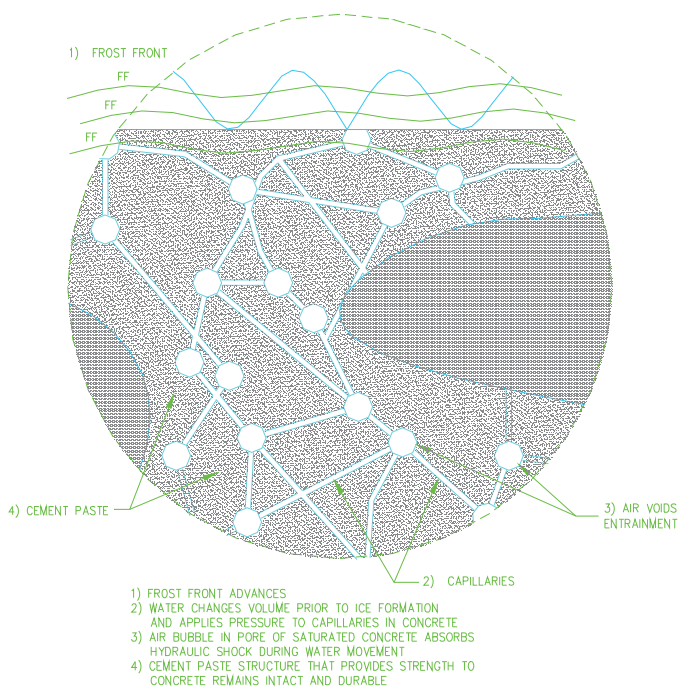 1) FROST FRONT
FF
FF
FF
4) CEMENT PASTE
3) AIR VOIDS
ENTRAINMENT
2) CAPILLARIES
1) FROST FRONT ADVANCES
2) WATER CHANGES VOLUME PRIOR TO ICE FORMATION
AND APPLIES PRESSURE TO CAPILLARIES IN CONCRETE
3) AIR BUBBLE IN PORE OF SATURATED CONCRETE ABSORBS
HYDRAULIC SHOCK DURING WATER MOVEMENT
4) CEMENT PASTE STRUCTURE THAT PROVIDES STRENGTH TO
CONCRETE REMAINS INTACT AND DURABLE